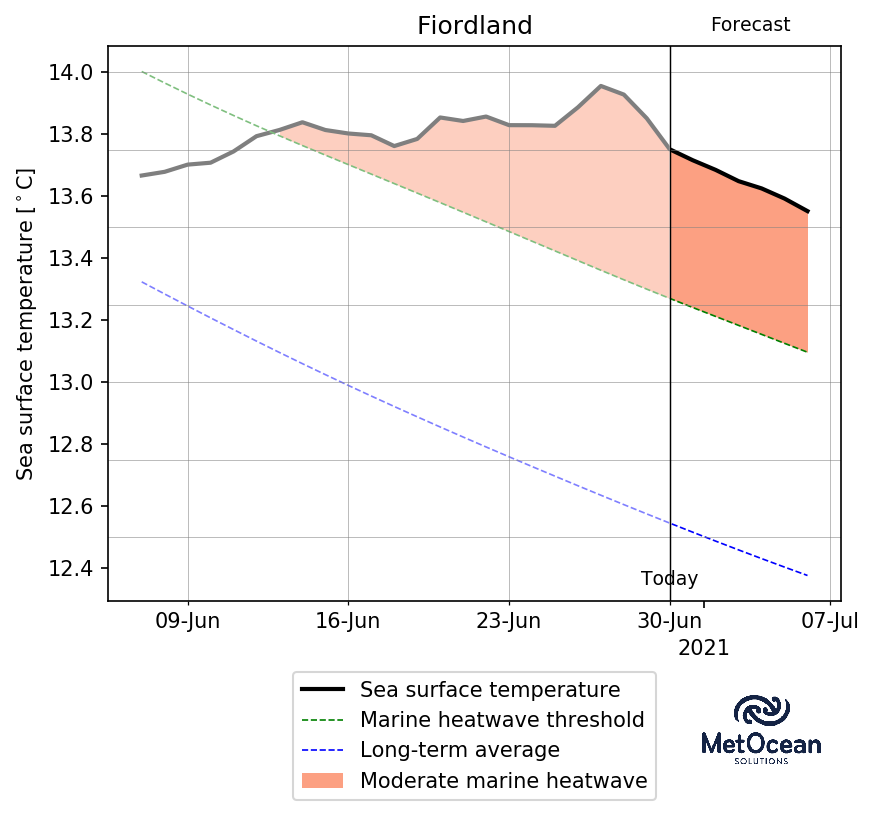 Fiordland
Forecast
Sea surface temperature [°C]
14.0
13.8
13.6
13.4
13.2
13.0
12.8
12.6
12.4
Today
09-Jun 16-Jun 23-Jun 30-Jun 07-Jul
2021
Sea surface temperature
Marine heatwave threshold
Long-term average
Moderate marine heatwave
MetOcean
SOLUTIONS